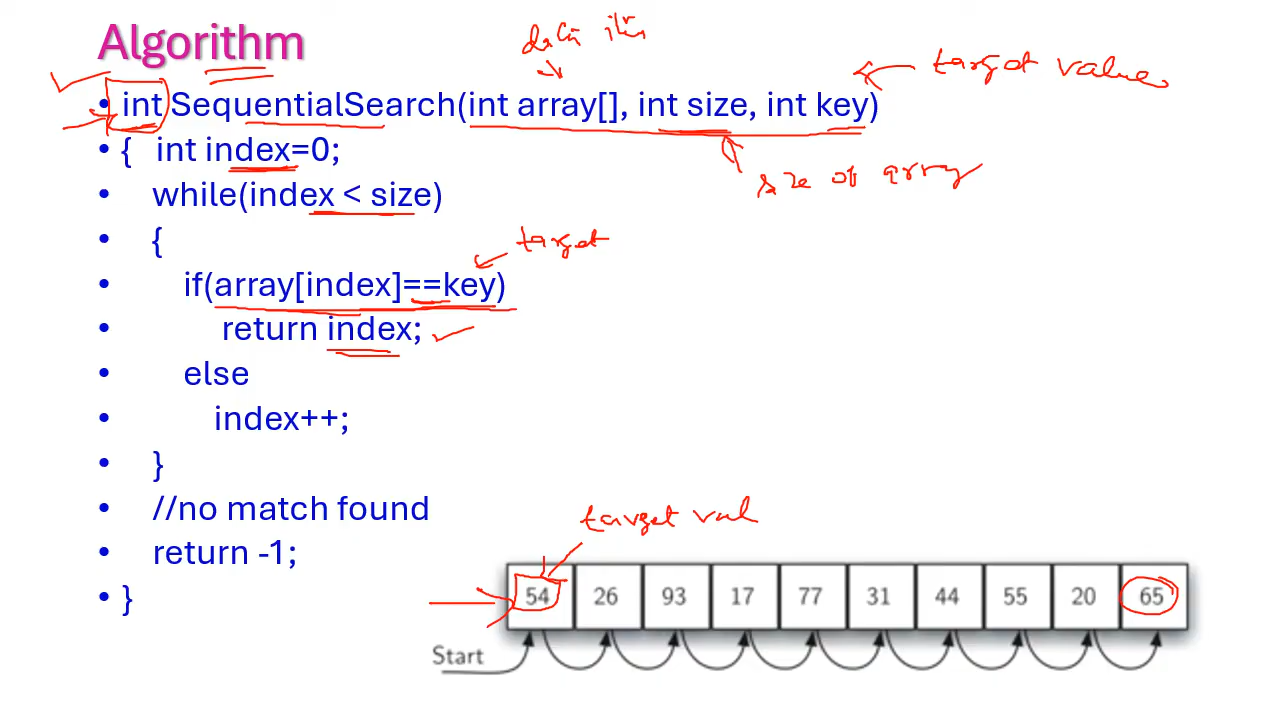 Algorithm
• int SequentialSearch(int array[], int size, int key)
• { int index=0;
• while(index < size)
• {
• if(array[index]==key)
• return index;
• else
• index++;
• }
• //no match found
• return -1;
• }
target value
size of array
target
target val
54 26 93 17 77 31 44 55 20 65
Start